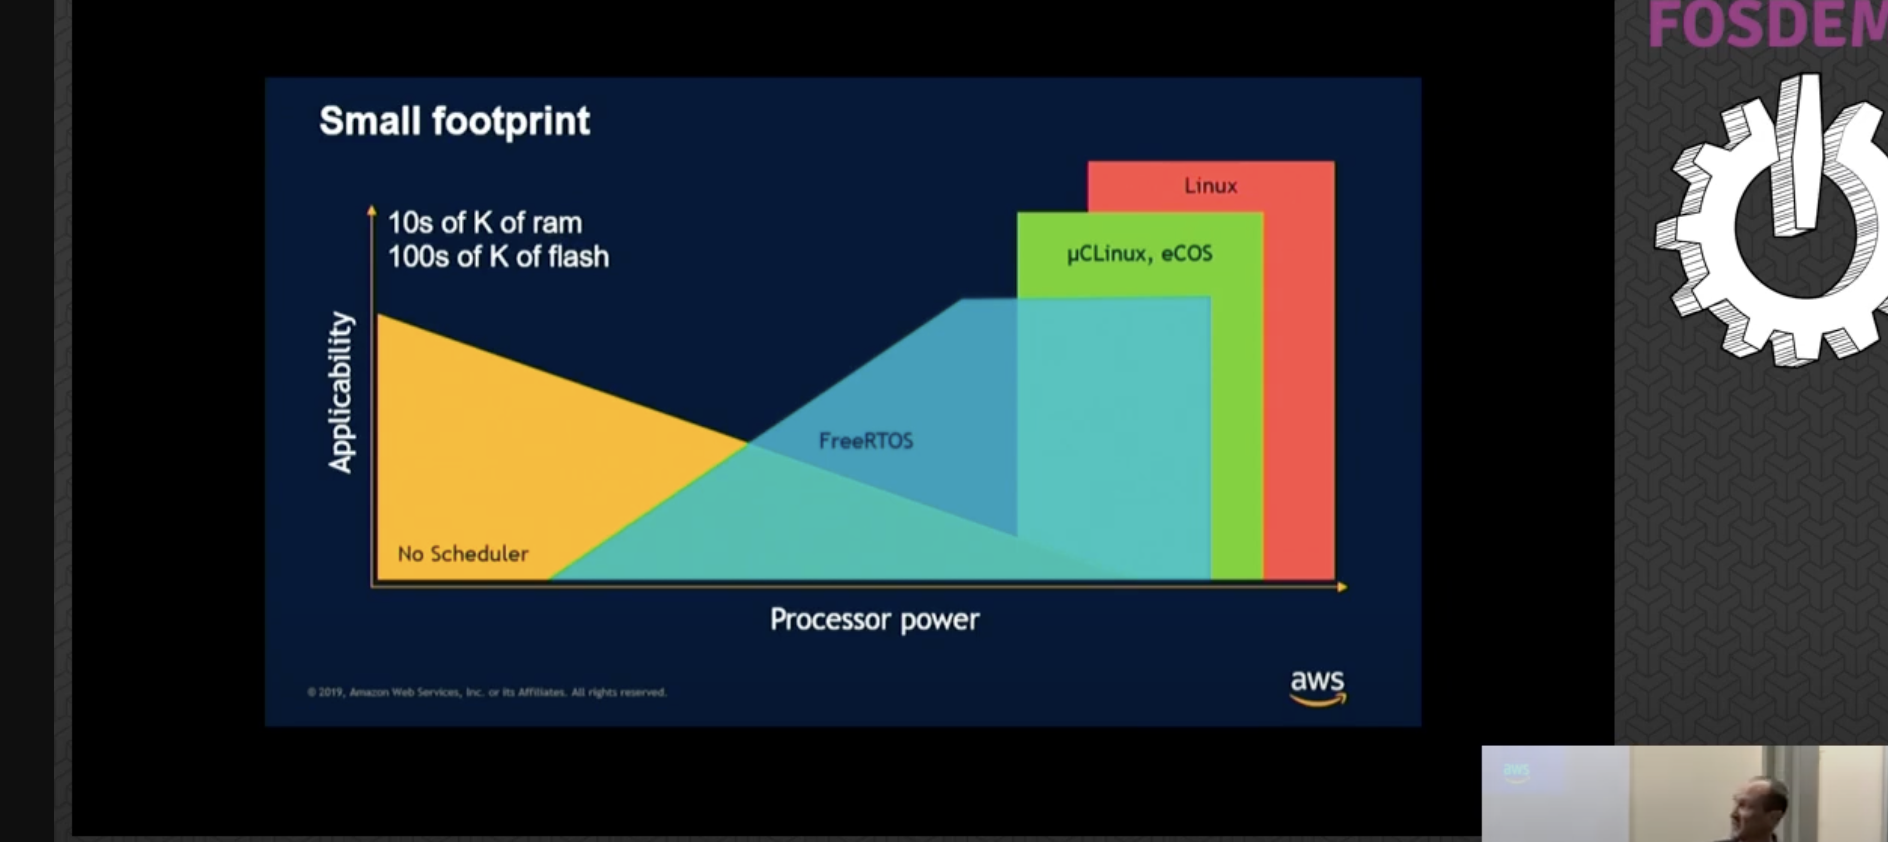 FOSDEM
Small footprint
10s of K of ram
100s of K of flash
Linux
µCLinux, eCOS
Applicability
FreeRTOS
No Scheduler
Processor power
© 2019, Amazon Web Services, Inc. or its Affiliates. All rights reserved.
aws
aws